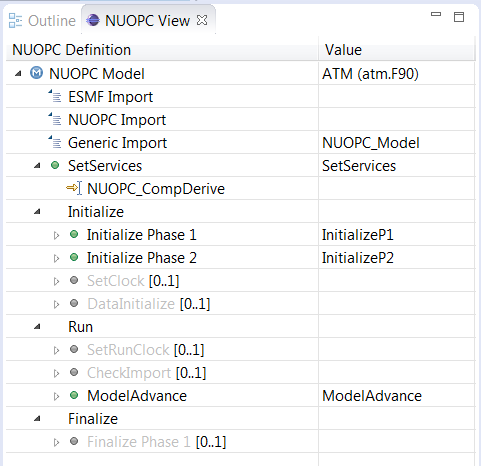 Outline NUOPC View
NUOPC Definition Value
NUOPC Model ATM (atm.F90)
ESMF Import
NUOPC Import
Generic Import NUOPC_Model
SetServices SetServices
NUOPC_CompDerive
Initialize
Initialize Phase 1 InitializeP1
Initialize Phase 2 InitializeP2
SetClock [0..1]
DataInitialize [0..1]
Run
SetRunClock [0..1]
CheckImport [0..1]
ModelAdvance ModelAdvance
Finalize
Finalize Phase 1 [0..1]